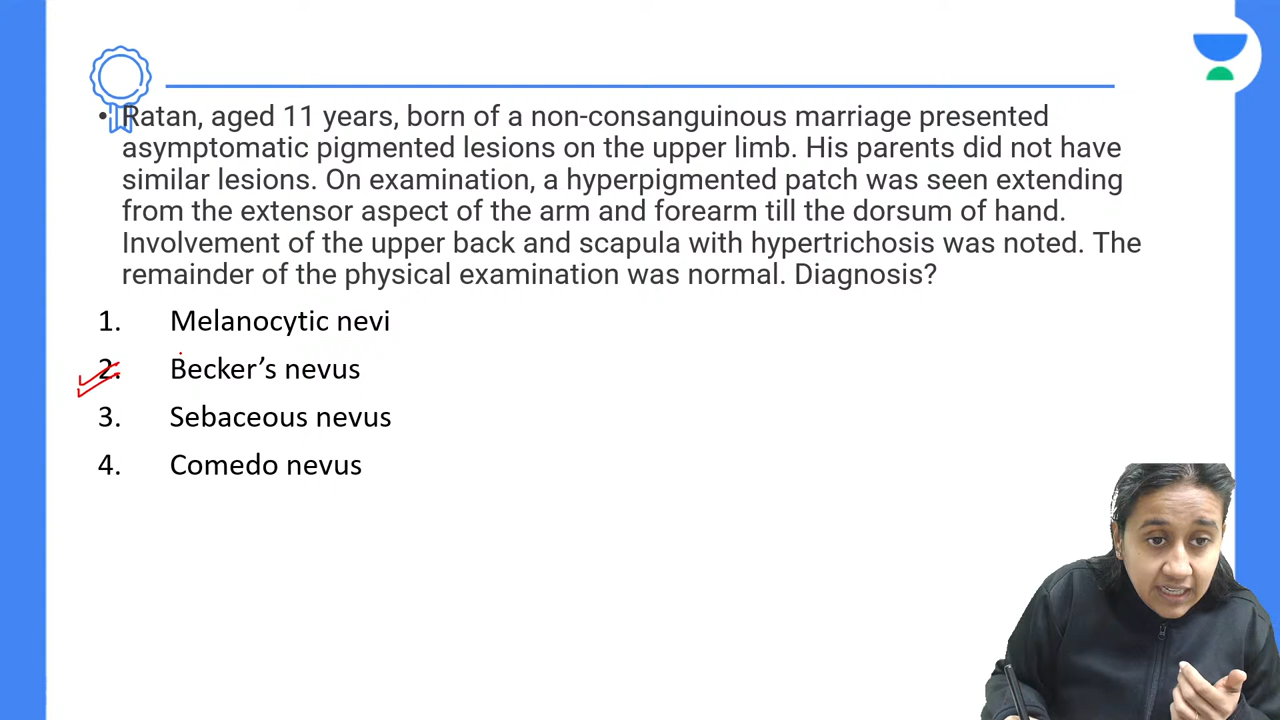 • Ratan, aged 11 years, born of a non-consanguinous marriage presented
asymptomatic pigmented lesions on the upper limb. His parents did not have
similar lesions. On examination, a hyperpigmented patch was seen extending
from the extensor aspect of the arm and forearm till the dorsum of hand.
Involvement of the upper back and scapula with hypertrichosis was noted. The
remainder of the physical examination was normal. Diagnosis?
1. Melanocytic nevi
2. Becker’s nevus
3. Sebaceous nevus
4. Comedo nevus